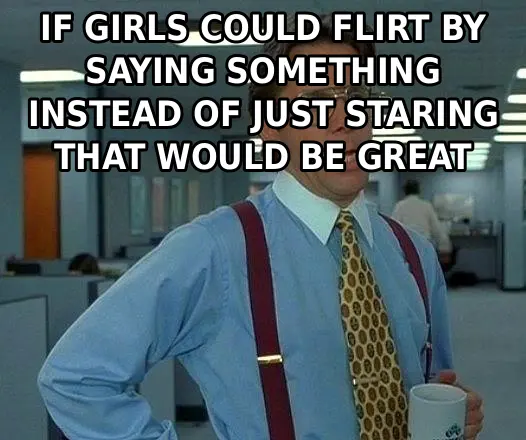 IF GIRLS COULD FLIRT BY
SAYING SOMETHING
INSTEAD OF JUST STARING
THAT WOULD BE GREAT